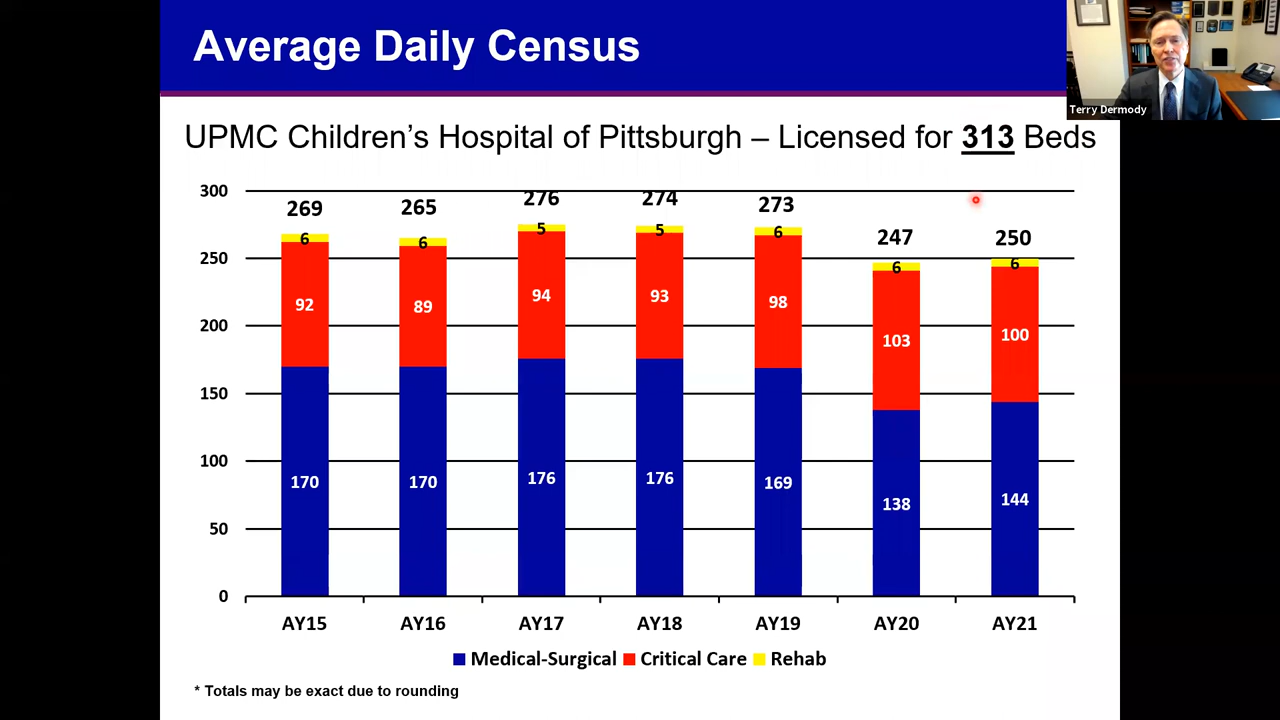 Average Daily Census
Terry Dermody
UPMC Children's Hospital of Pittsburgh – Licensed for 313 Beds
300
269
265
276
274
273
247
250
6
6
5
5
6
6
6
250
92
89
94
93
98
103
100
200
150
100
170
170
176
176
169
138
144
50
0
AY15
AY16
AY17
AY18
AY19
AY20
AY21
Medical-Surgical
Critical Care
Rehab
* Totals may be exact due to rounding